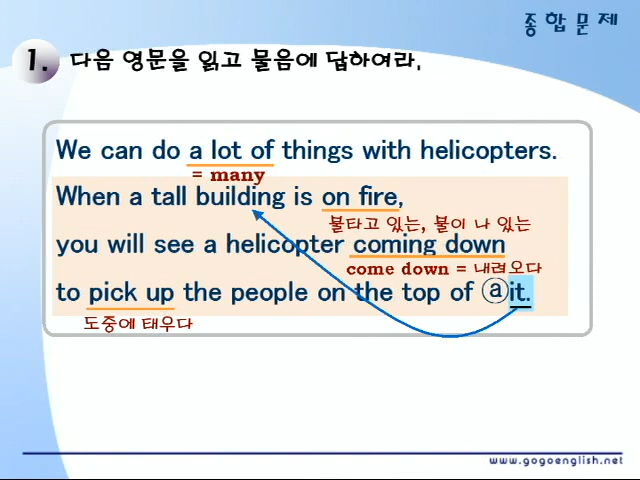 종합문제
1. 다음 영문을 읽고 물음에 답하여라.
We can do a lot of things with helicopters.
= many
When a tall building is on fire,
불타고 있는, 불이 나 있는
you will see a helicopter coming down
come down = 내려오다
to pick up the people on the top of ⓐit.
도중에 태우다
www.gogoenglish.net